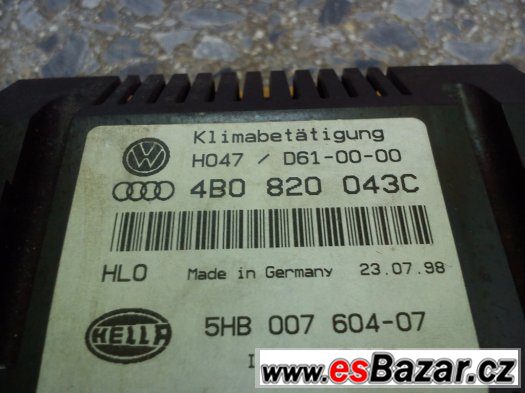 Klimabetätigung
H047 / D61-00-00
4B0 820 043C
HL0 Made in Germany 23.07.98
HELLA
5HB 007 604-07
www.esBazar.cz